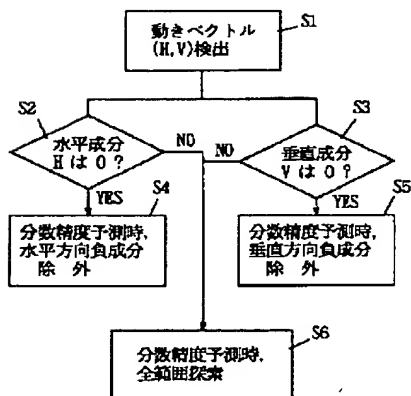 動きベクトル
(H,V)検出
S1
S2
水平成分
Hは0?
NO
NO
S3
垂直成分
Vは0?
YES
S4
YES
S5
分数精度予測時,
水平方向負成分
除 外
分数精度予測時,
垂直方向負成分
除 外
S6
分数精度予測時,
全範囲探索